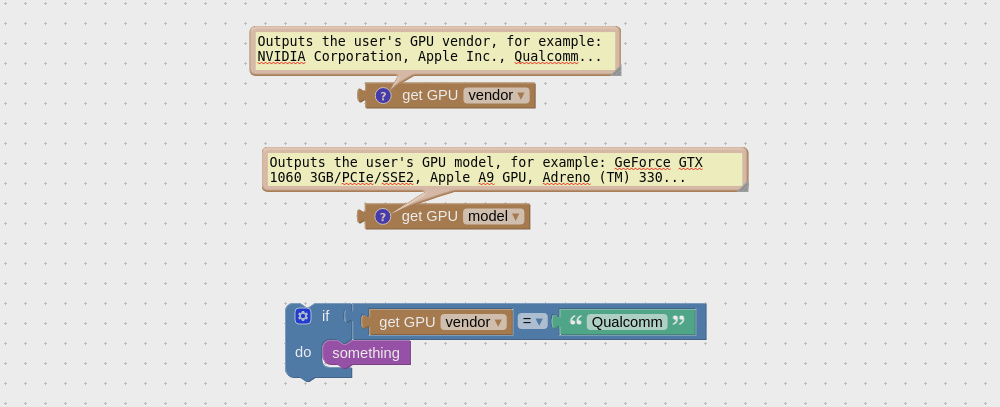 Outputs the user's GPU vendor, for example:
NVIDIA Corporation, Apple Inc., Qualcomm...
? get GPU vendor ▾
Outputs the user's GPU model, for example: GeForce GTX
1060 3GB/PCIe/SSE2, Apple A9 GPU, Adreno (TM) 330...
? get GPU model ▾
if get GPU vendor ▾ = ▾ “ Qualcomm ”
do something